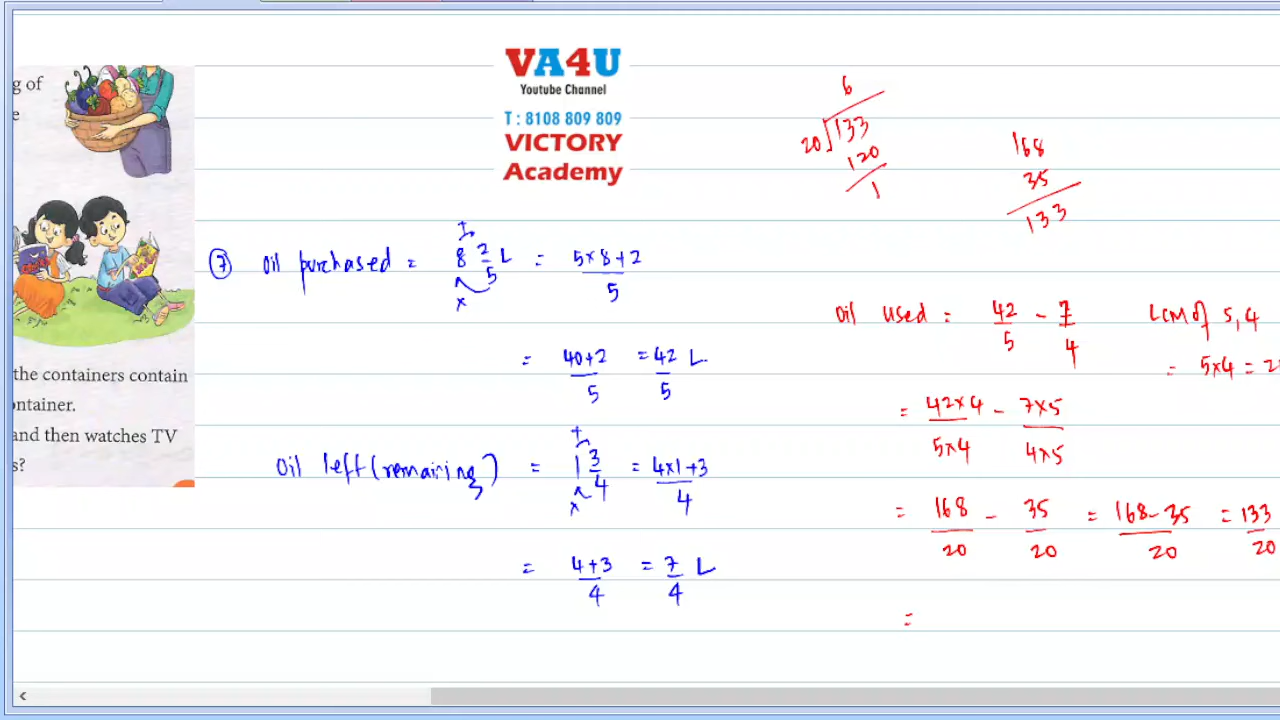 g of
e
the containers contain
ontainer.
and then watches TV
s?
VA4U
Youtube Channel
T : 8108 809 809
VICTORY
Academy
6
20)133
120
1
168
35
133
7 Oil purchased = 8 2/5 L = 5×8+2/5
+
×
= 40+2/5 = 42/5 L
Oil left (remaining) = 1 3/4 = 4×1+3/4
+
×
= 4+3/4 = 7/4 L
Oil used = 42/5 - 7/4
LCM of 5,4
= 5×4 = 2
= 42×4/5×4 - 7×5/4×5
= 168/20 - 35/20 = 168-35/20 = 133/20
=